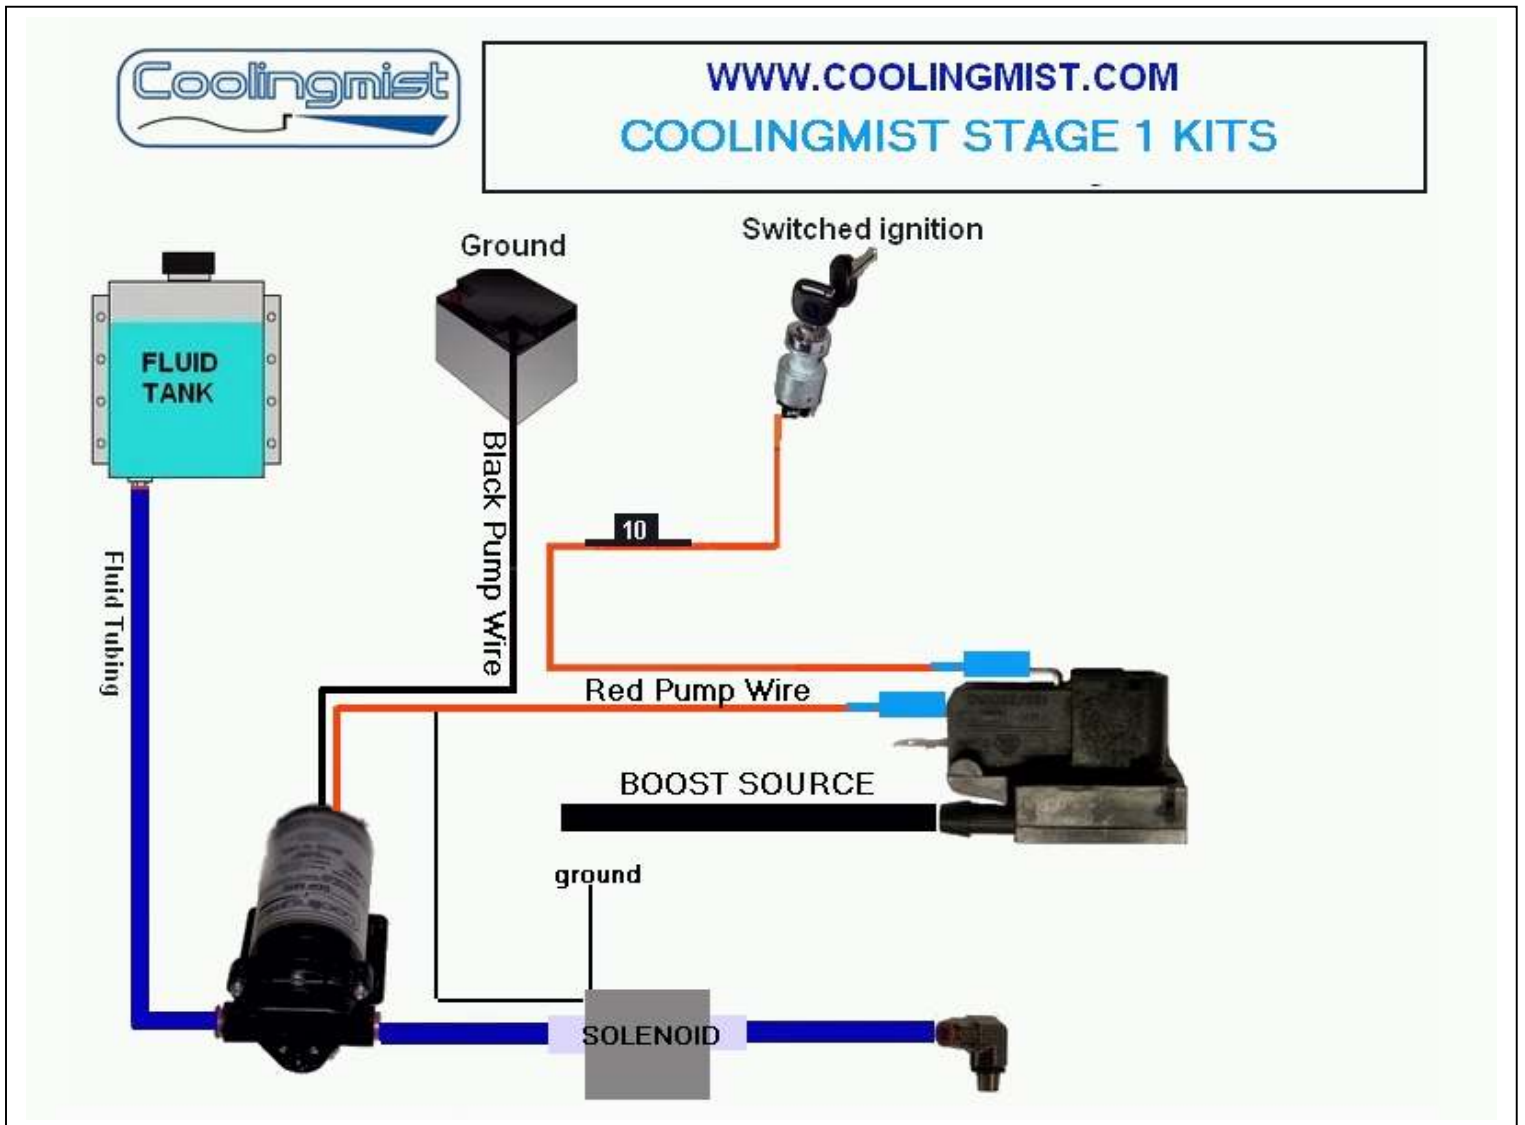 Coolingmist
WWW.COOLINGMIST.COM
COOLINGMIST STAGE 1 KITS
Ground
Switched ignition
FLUID
TANK
Black Pump Wire
10
Fluid Tubing
Red Pump Wire
BOOST SOURCE
ground
SOLENOID